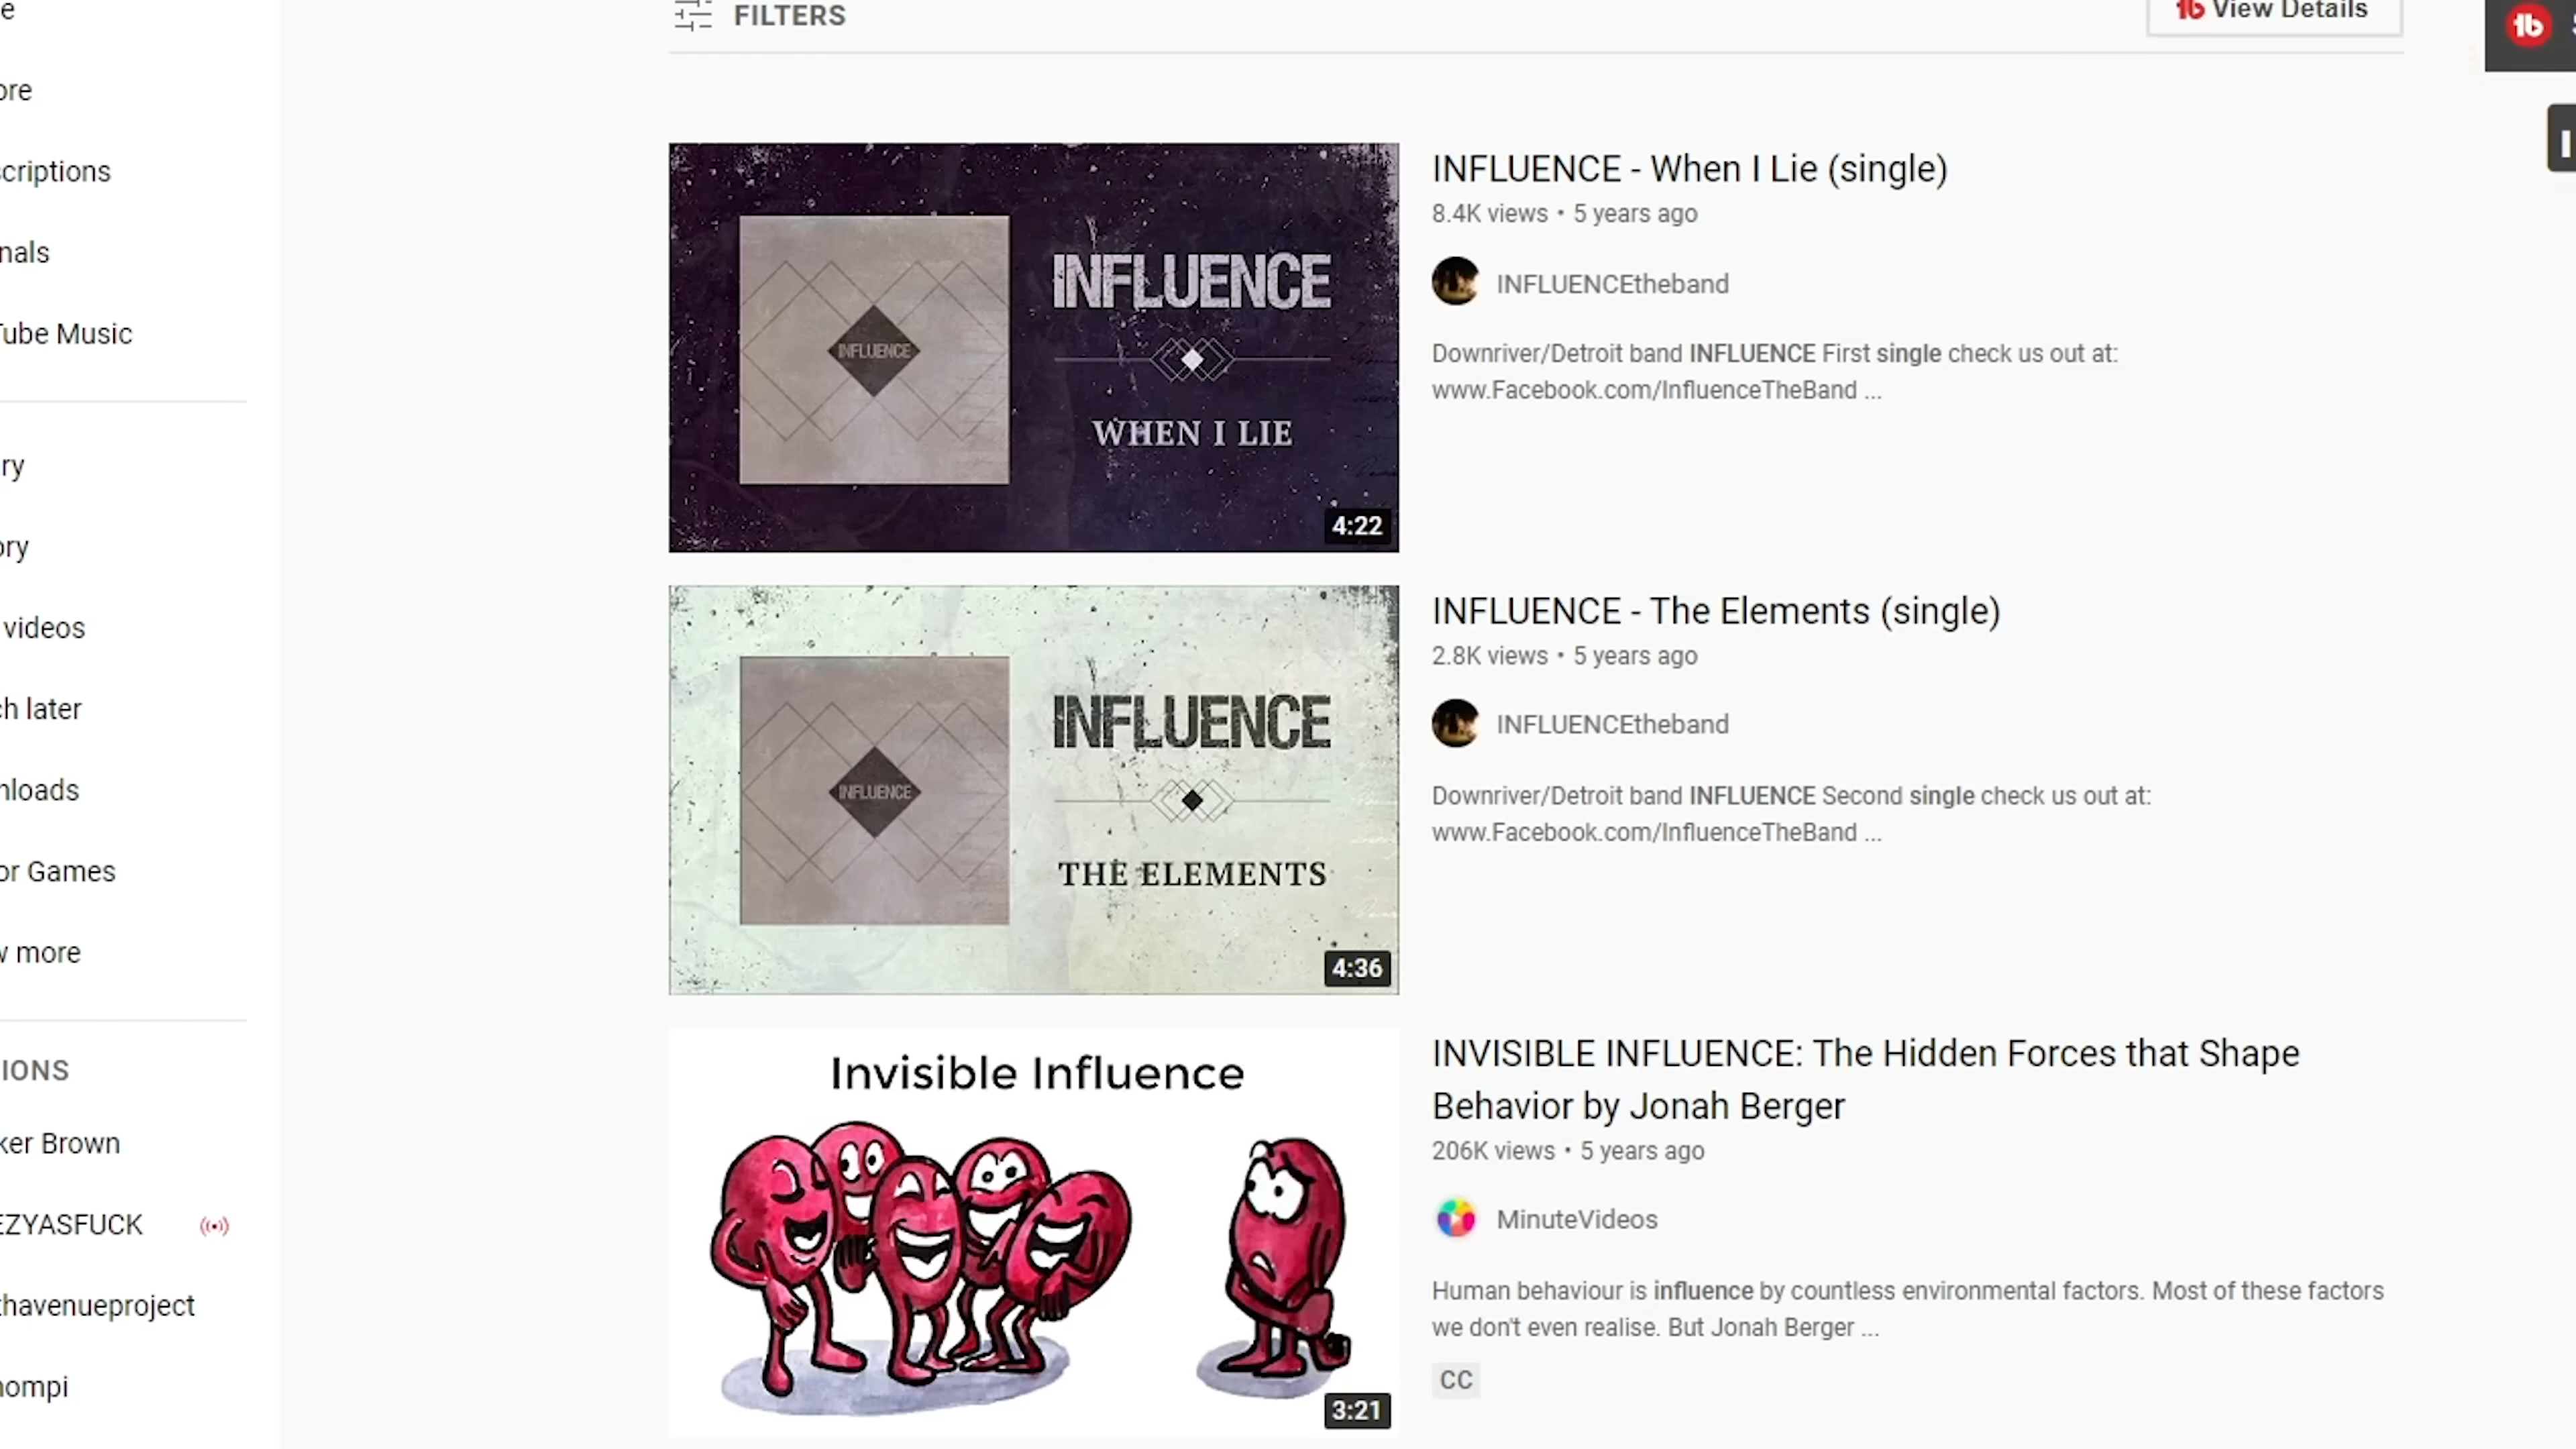 e
ore
scriptions
nals
Tube Music
ry
ory
videos
ch later
nloads
or Games
w more
IONS
ker Brown
EZYASFUCK
thavenueproject
hompi
FILTERS
View Details
INFLUENCE
INFLUENCE
WHEN I LIE
4:22
INFLUENCE - When I Lie (single)
8.4K views • 5 years ago
INFLUENCEtheband
Downriver/Detroit band INFLUENCE First single check us out at:
www.Facebook.com/InfluenceTheBand ...
INFLUENCE
INFLUENCE
THE ELEMENTS
4:36
INFLUENCE - The Elements (single)
2.8K views • 5 years ago
INFLUENCEtheband
Downriver/Detroit band INFLUENCE Second single check us out at:
www.Facebook.com/InfluenceTheBand ...
Invisible Influence
3:21
INVISIBLE INFLUENCE: The Hidden Forces that Shape
Behavior by Jonah Berger
206K views • 5 years ago
MinuteVideos
Human behaviour is influence by countless environmental factors. Most of these factors
we don't even realise. But Jonah Berger ...
CC